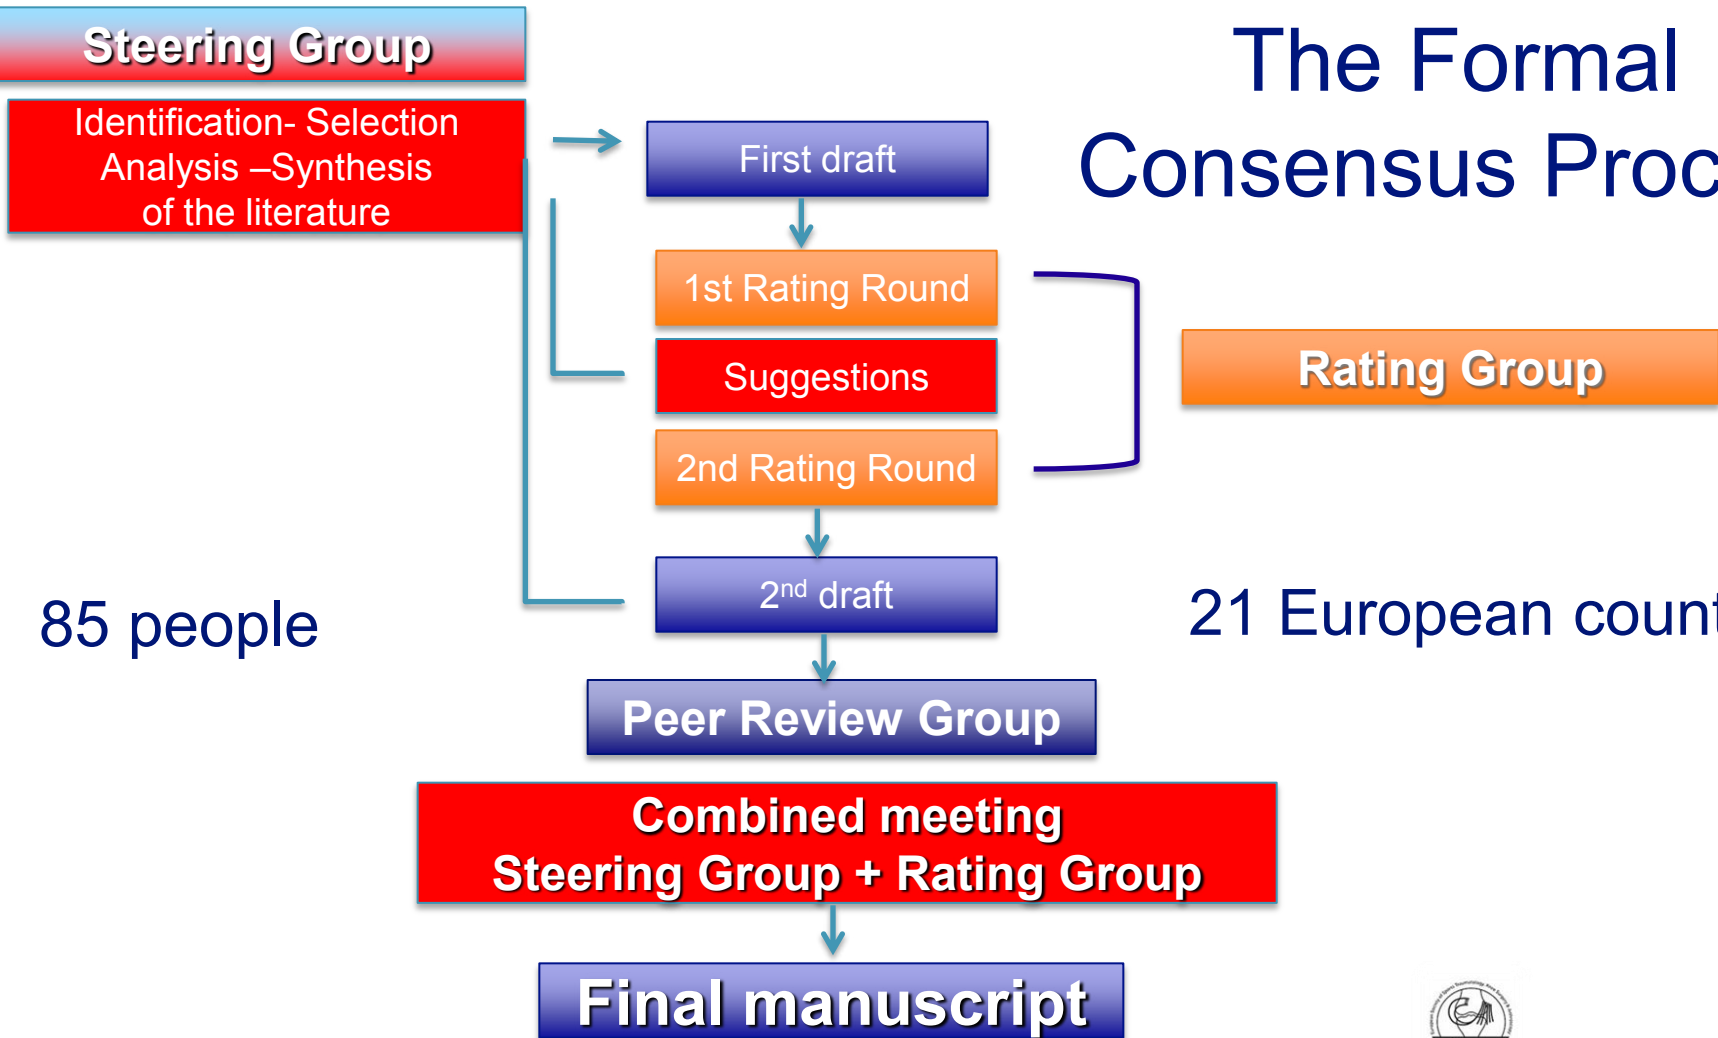 Steering Group
The Formal
Consensus Proc
Identification- Selection
Analysis –Synthesis
of the literature
First draft
1st Rating Round
Suggestions
Rating Group
2nd Rating Round
2nd draft
85 people
21 European count
Peer Review Group
Combined meeting
Steering Group + Rating Group
Final manuscript